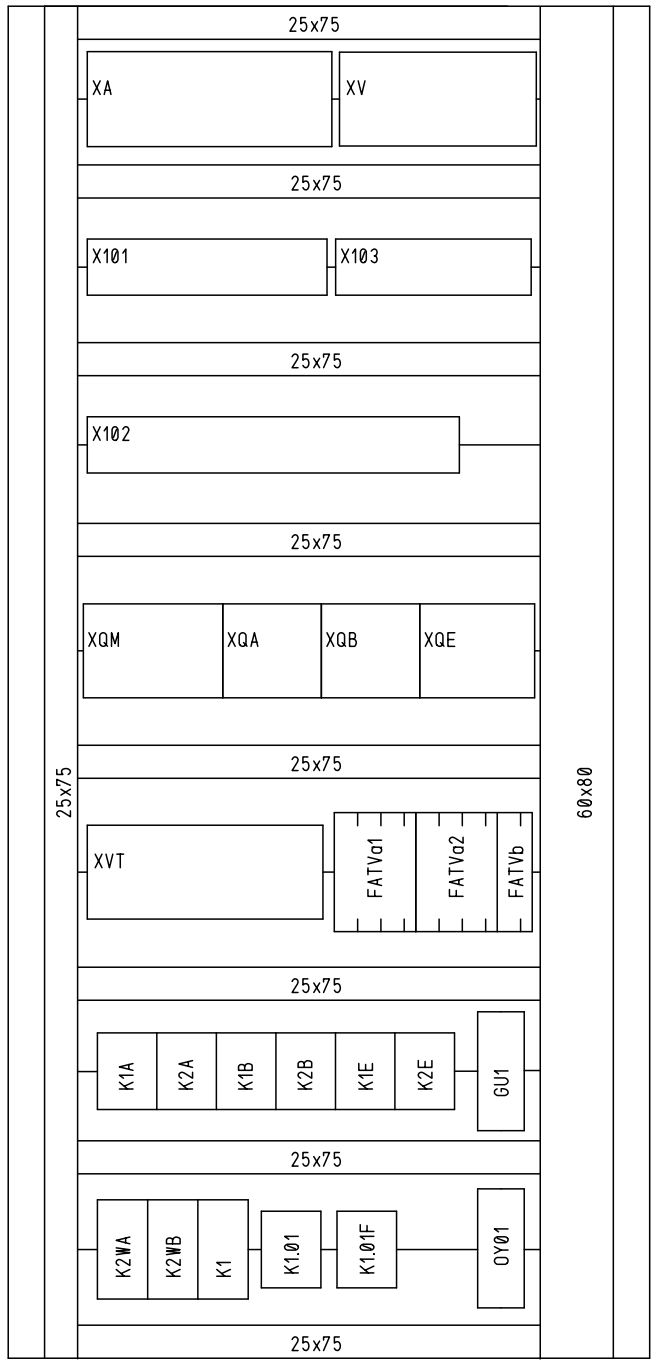 25x75
XA XV
25x75
X101 X103
25x75
X102
25x75
XQM XQA XQB XQE
25x75
25x75
60x80
XVT FATVa1 FATVa2 FATVb
25x75
K1A K2A K1B K2B K1E K2E GU1
25x75
K2WA K2WB K1 K1.01 K1.01F OY01
25x75